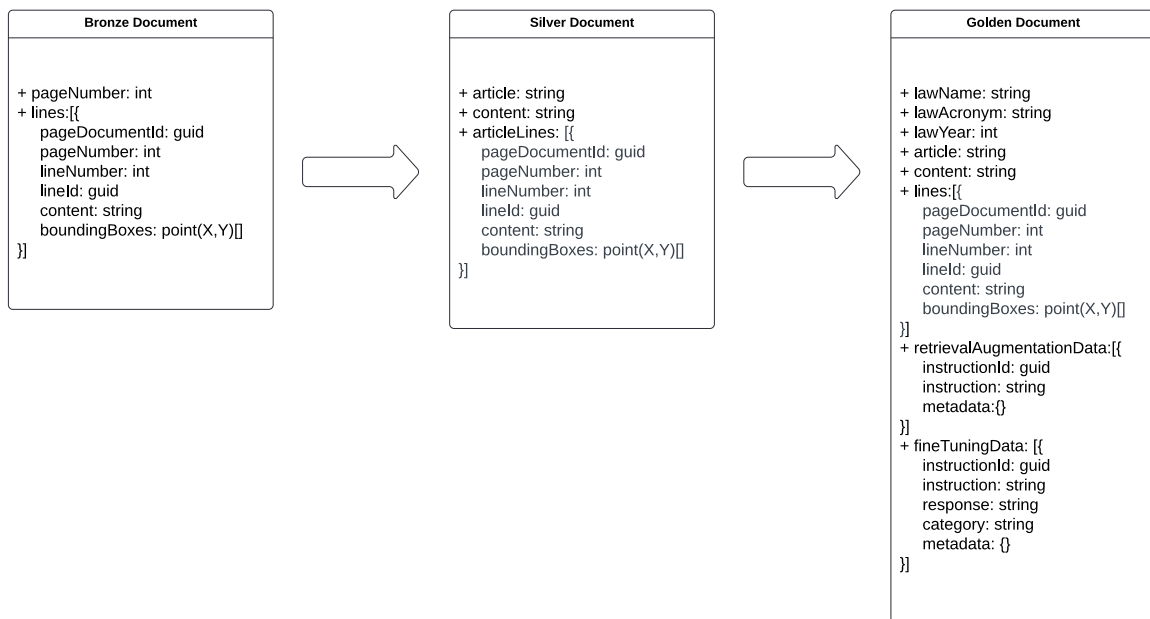 Bronze Document
+ pageNumber: int
+ lines:[{
pageDocumentId: guid
pageNumber: int
lineNumber: int
lineId: guid
content: string
boundingBoxes: point(X,Y)[]
}]
Silver Document
+ article: string
+ content: string
+ articleLines: [{
pageDocumentId: guid
pageNumber: int
lineNumber: int
lineId: guid
content: string
boundingBoxes: point(X,Y)[]
}]
Golden Document
+ lawName: string
+ lawAcronym: string
+ lawYear: int
+ article: string
+ content: string
+ lines:[{
pageDocumentId: guid
pageNumber: int
lineNumber: int
lineId: guid
content: string
boundingBoxes: point(X,Y)[]
}]
+ retrievalAugmentationData:[{
instructionId: guid
instruction: string
metadata:{}
}]
+ fineTuningData: [{
instructionId: guid
instruction: string
response: string
category: string
metadata: {}
}]